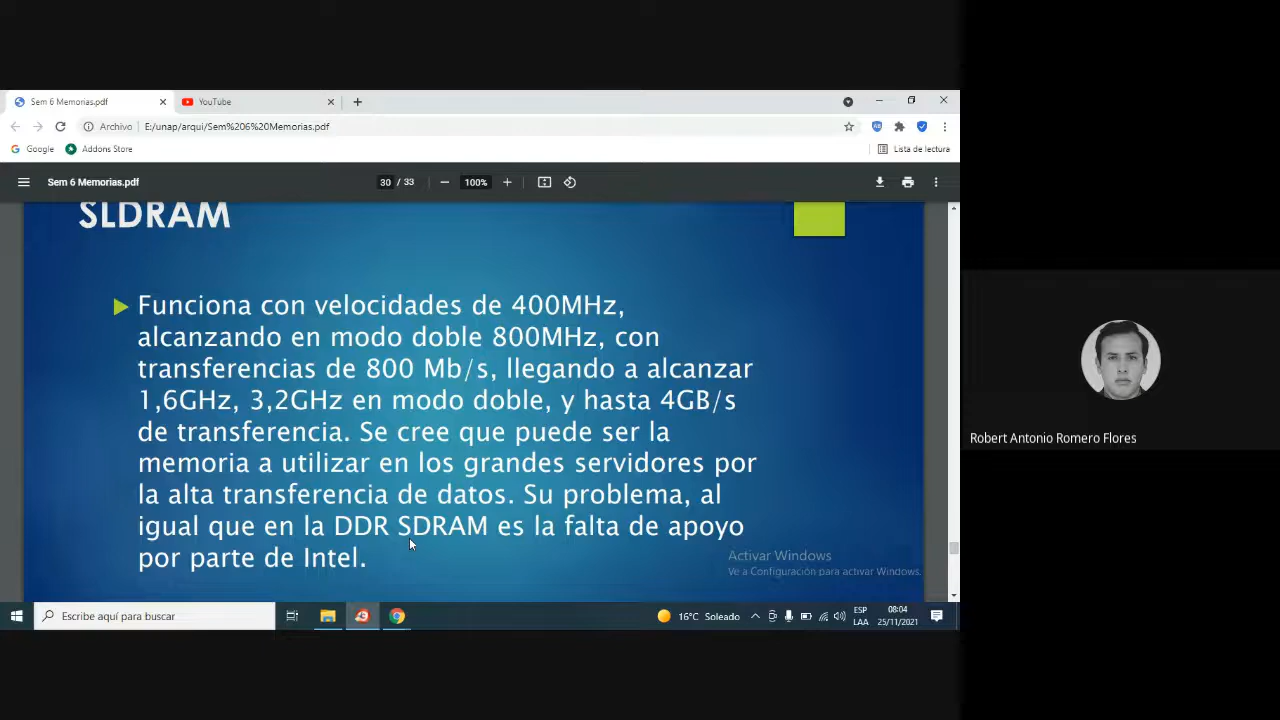 Sem 6 Memorias.pdf
YouTube
Archivo
E:/unap/arqui/Sem%206%20Memorias.pdf
Google
Addons Store
Lista de lectura
Sem 6 Memorias.pdf
30 / 33
100%
SLDRAM
Funciona con velocidades de 400MHz,
alcanzando en modo doble 800MHz, con
transferencias de 800 Mb/s, llegando a alcanzar
1,6GHz, 3,2GHz en modo doble, y hasta 4GB/s
de transferencia. Se cree que puede ser la
memoria a utilizar en los grandes servidores por
la alta transferencia de datos. Su problema, al
igual que en la DDR SDRAM es la falta de apoyo
por parte de Intel.
Activar Windows
Ve a Configuración para activar Windows.
Robert Antonio Romero Flores
Escribe aquí para buscar
16°C Soleado
ESP
LAA
08:04
25/11/2021